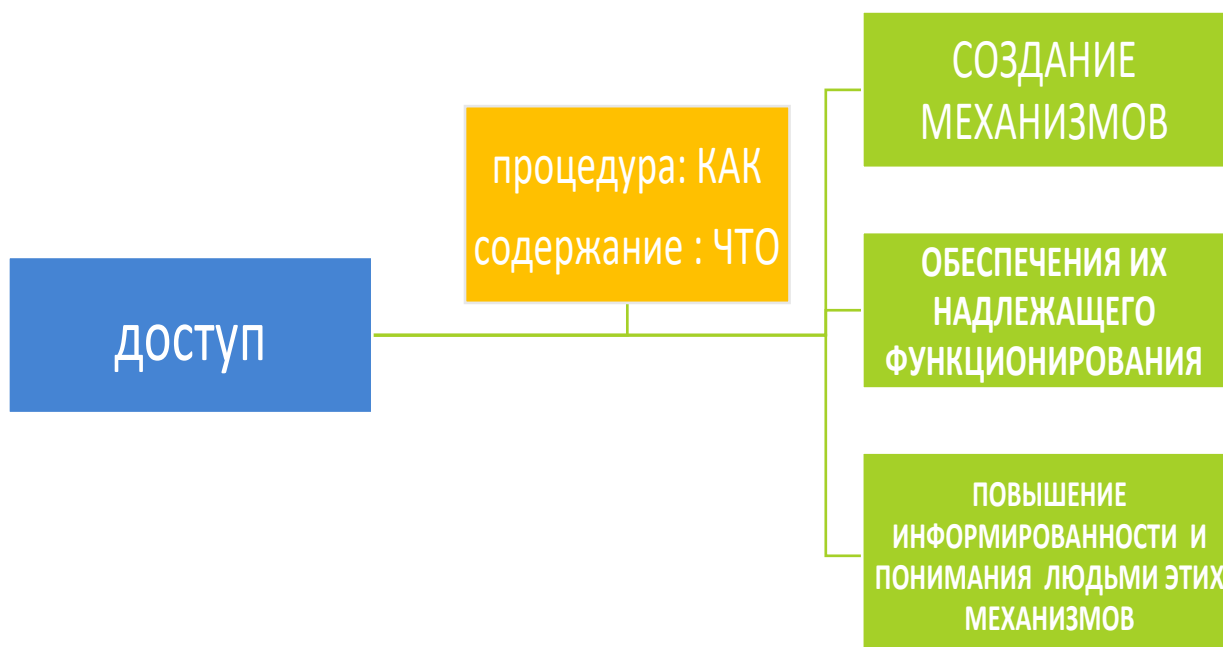 доступ
процедура: КАК
содержание : ЧТО
СОЗДАНИЕ
МЕХАНИЗМОВ
ОБЕСПЕЧЕНИЯ ИХ
НАДЛЕЖАЩЕГО
ФУНКЦИОНИРОВАНИЯ
ПОВЫШЕНИЕ
ИНФОРМИРОВАННОСТИ И
ПОНИМАНИЯ ЛЮДЬМИ ЭТИХ
МЕХАНИЗМОВ